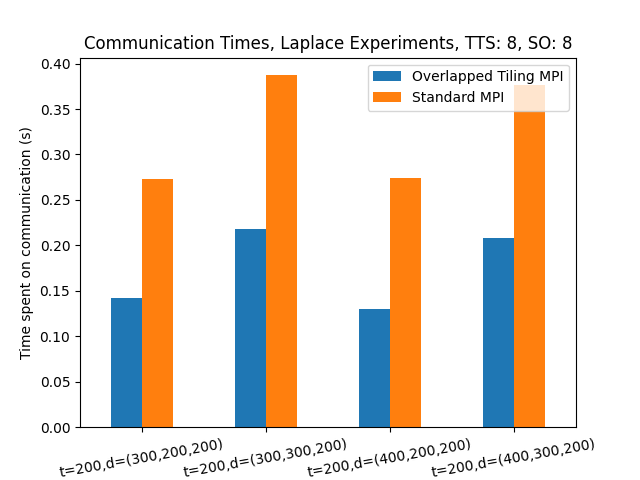 Communication Times, Laplace Experiments, TTS: 8, SO: 8
Overlapped Tiling MPI
Standard MPI
Time spent on communication (s)
0.40
0.35
0.30
0.25
0.20
0.15
0.10
0.05
0.00
t=200,d=(300,200,200)
t=200,d=(300,300,200)
t=200,d=(400,200,200)
t=200,d=(400,300,200)